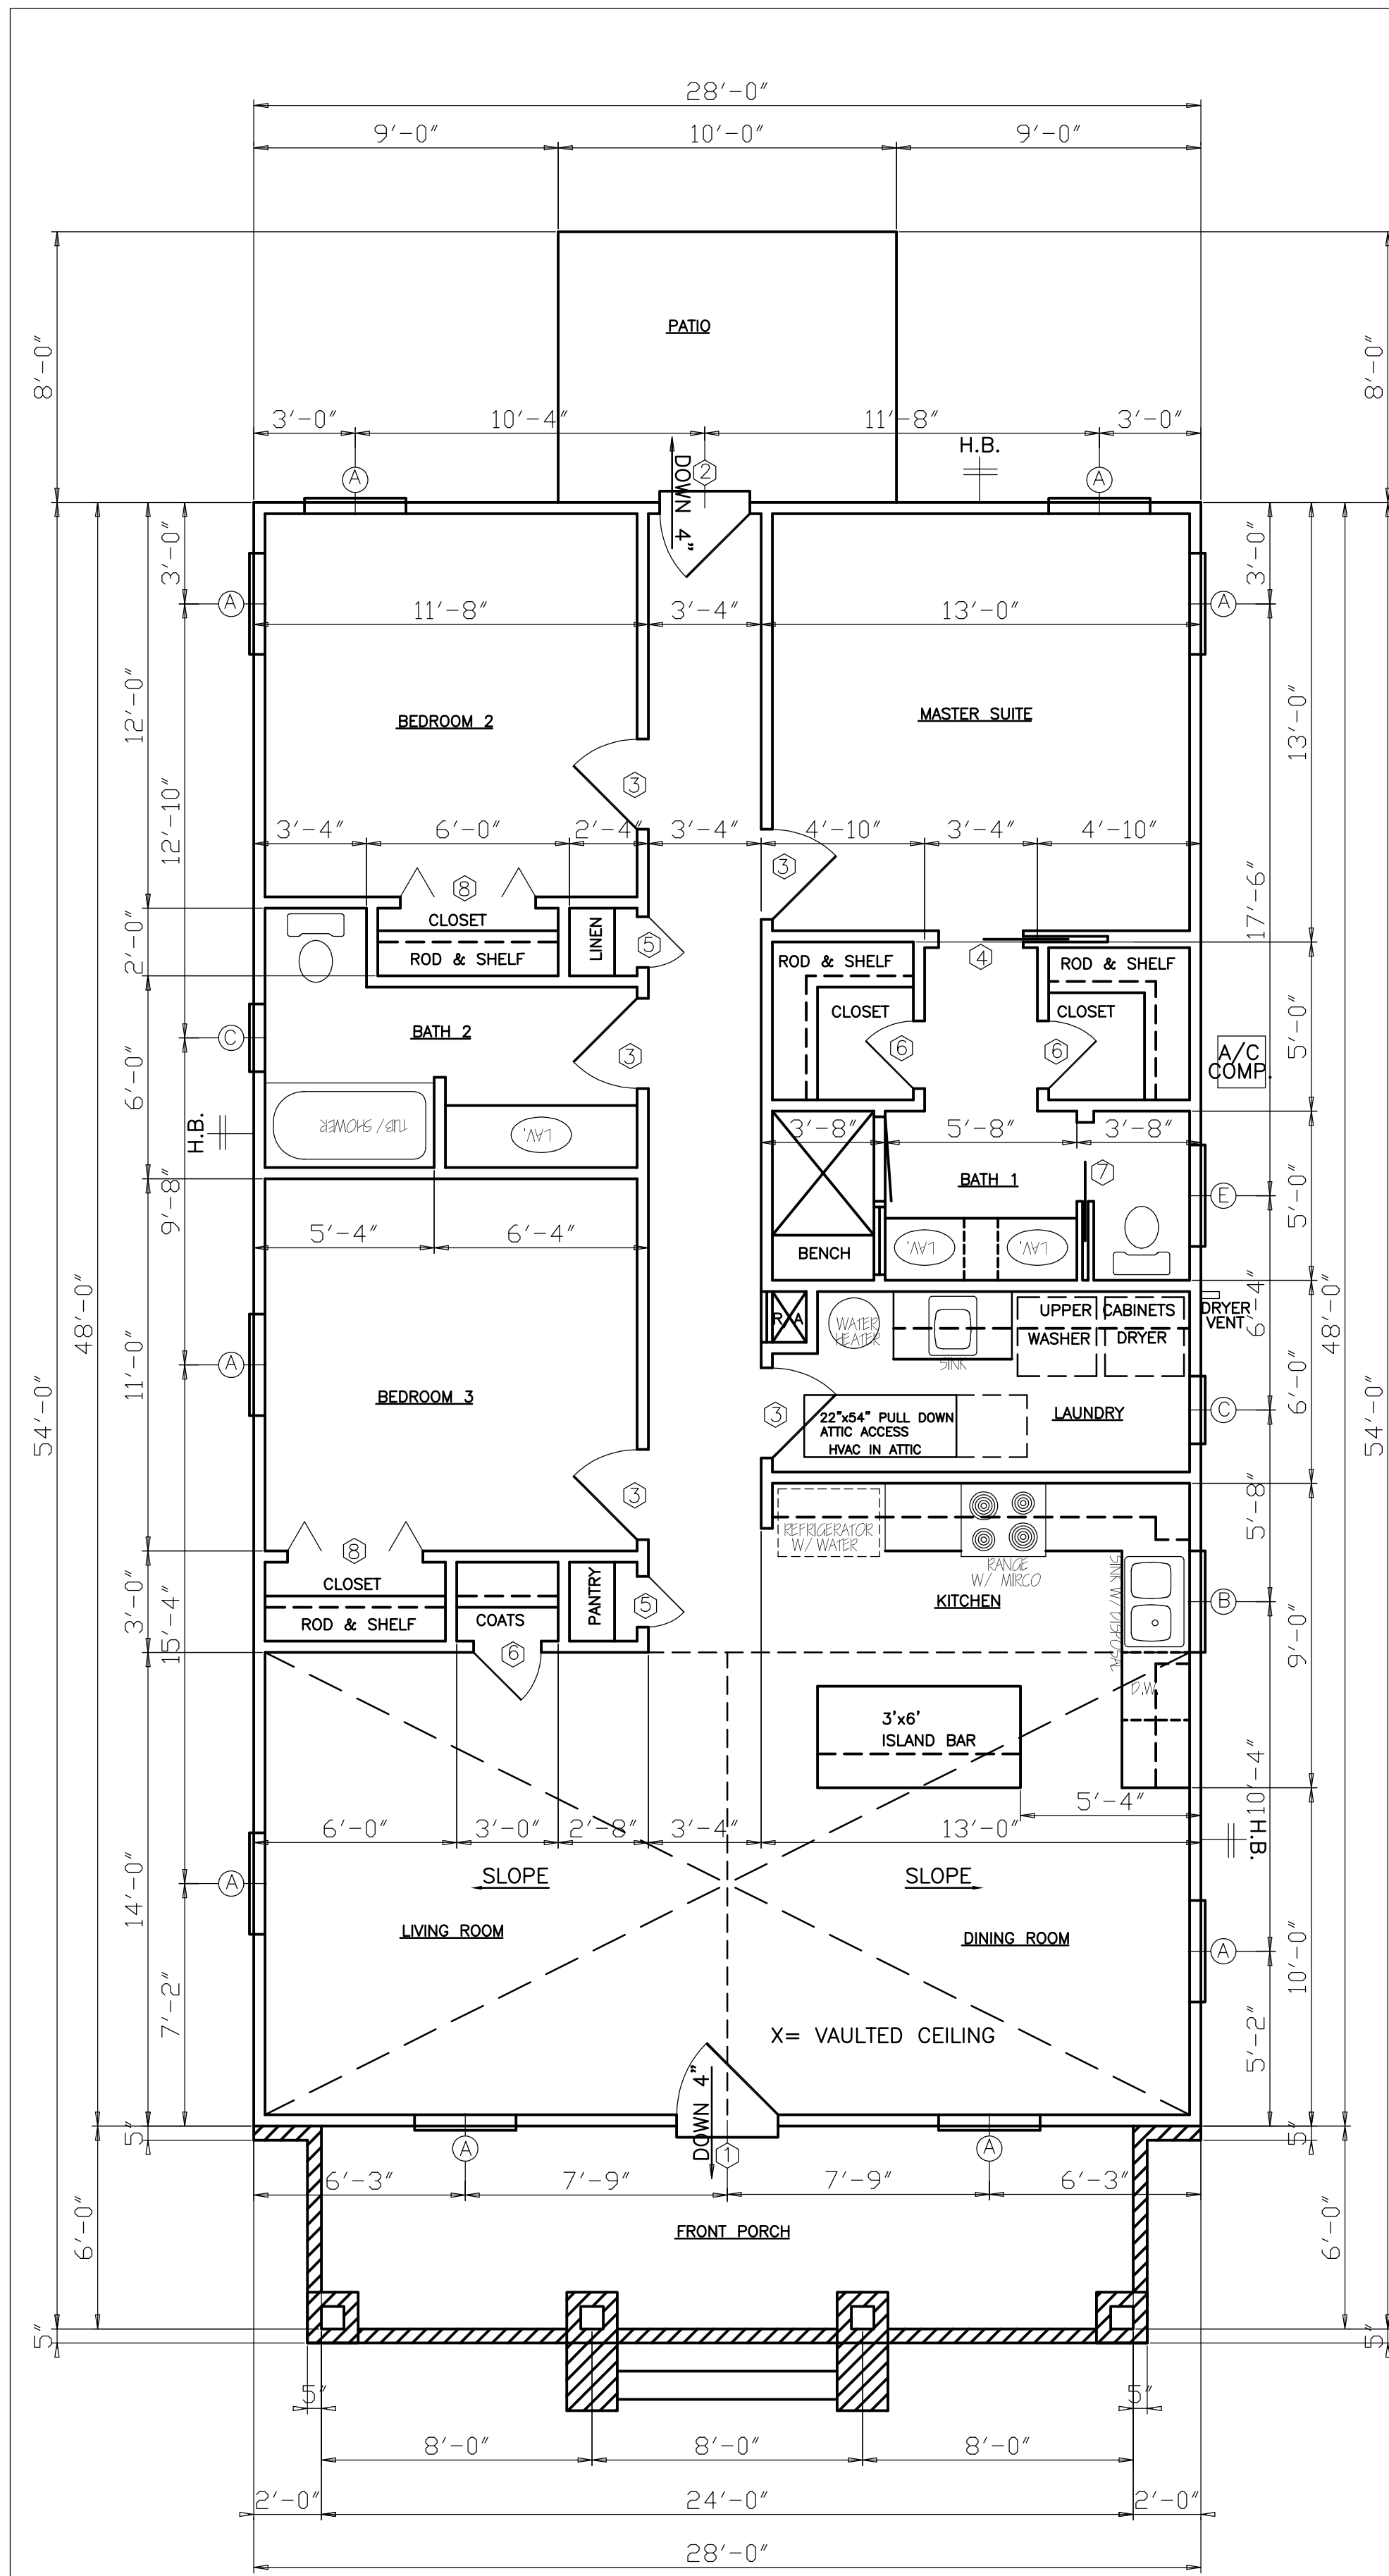 28'-0"
9'-0" 10'-0" 9'-0"
8'-0" 8'-0"
PATIO
3'-0" 10'-4" 11'-8" 3'-0"
H.B.
A 2 A
DOWN 4"
3'-0" 3'-0"
A A
11'-8" 3'-4" 13'-0"
12'-0" 13'-0"
BEDROOM 2 MASTER SUITE
3
12'-10"
3'-4" 6'-0" 2'-4" 3'-4" 4'-10" 3'-4" 4'-10"
3
8
17'-6"
CLOSET
LINEN
5
ROD & SHELF
2'-0"
4
ROD & SHELF ROD & SHELF
CLOSET CLOSET
5'-0"
C
BATH 2
3
6 6
A/C
COMP.
6'-0"
H.B.
TUB/SHOWER
LAV.
3'-8" 5'-8" 3'-8"
BATH 1
7
E
9'-8"
5'-0"
5'-4" 6'-4"
BENCH
LAV. LAV.
48'-0" 48'-0"
6'-4"
R/A
WATER
HEATER
SINK
UPPER CABINETS
WASHER DRYER
DRYER
VENT
A
11'-0"
6'-0"
BEDROOM 3
3
22"x54" PULL DOWN
ATTIC ACCESS
HVAC IN ATTIC
LAUNDRY
C
54'-0" 54'-0"
3
5'-8"
REFRIGERATOR
W/ WATER
RANGE
W/ MIRCO
8
CLOSET
ROD & SHELF
COATS
6
PANTRY
5
KITCHEN
SINK W/ DISPOSAL
B
3'-0"
15'-4"
9'-0"
D.W.
3'x6'
ISLAND BAR
5'-4"
10'-4"
6'-0" 3'-0" 2'-8" 3'-4" 13'-0"
H.B.
A
SLOPE SLOPE
14'-0"
LIVING ROOM DINING ROOM
A
10'-0"
7'-2"
X= VAULTED CEILING
5'-2"
DOWN 4"
5" 5"
A 1 A
6'-3" 7'-9" 7'-9" 6'-3"
FRONT PORCH
6'-0" 6'-0"
5" 5"
5" 5"
8'-0" 8'-0" 8'-0"
2'-0" 24'-0" 2'-0"
28'-0"